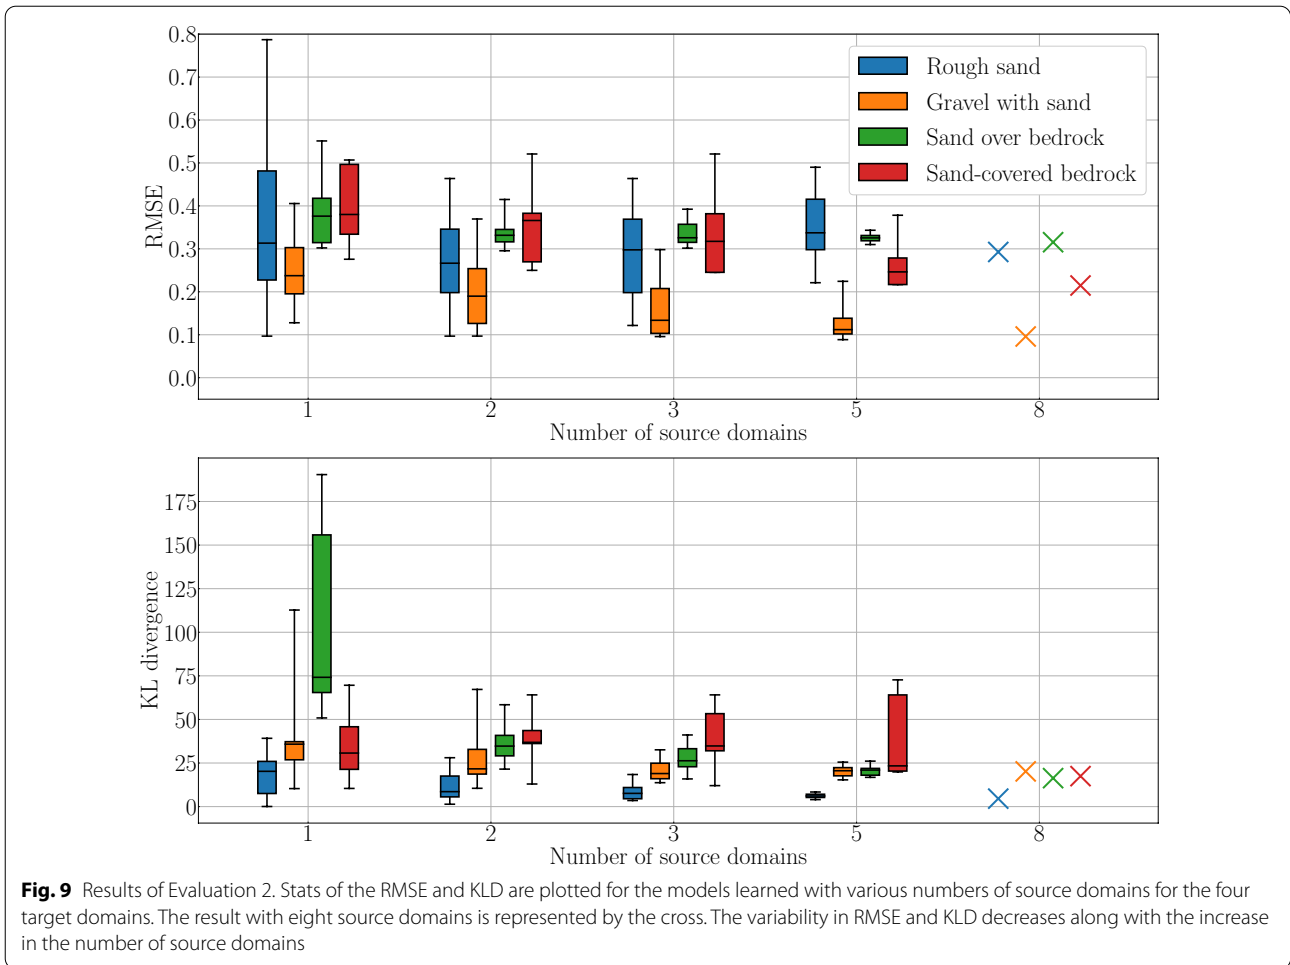 0.8
0.7
0.6
0.5
0.4
0.3
0.2
0.1
0.0
RMSE
Rough sand
Gravel with sand
Sand over bedrock
Sand-covered bedrock
1 2 3 5 8
Number of source domains
175
150
125
100
75
50
25
0
KL divergence
1 2 3 5 8
Number of source domains
Fig. 9 Results of Evaluation 2. Stats of the RMSE and KLD are plotted for the models learned with various numbers of source domains for the four
target domains. The result with eight source domains is represented by the cross. The variability in RMSE and KLD decreases along with the increase
in the number of source domains